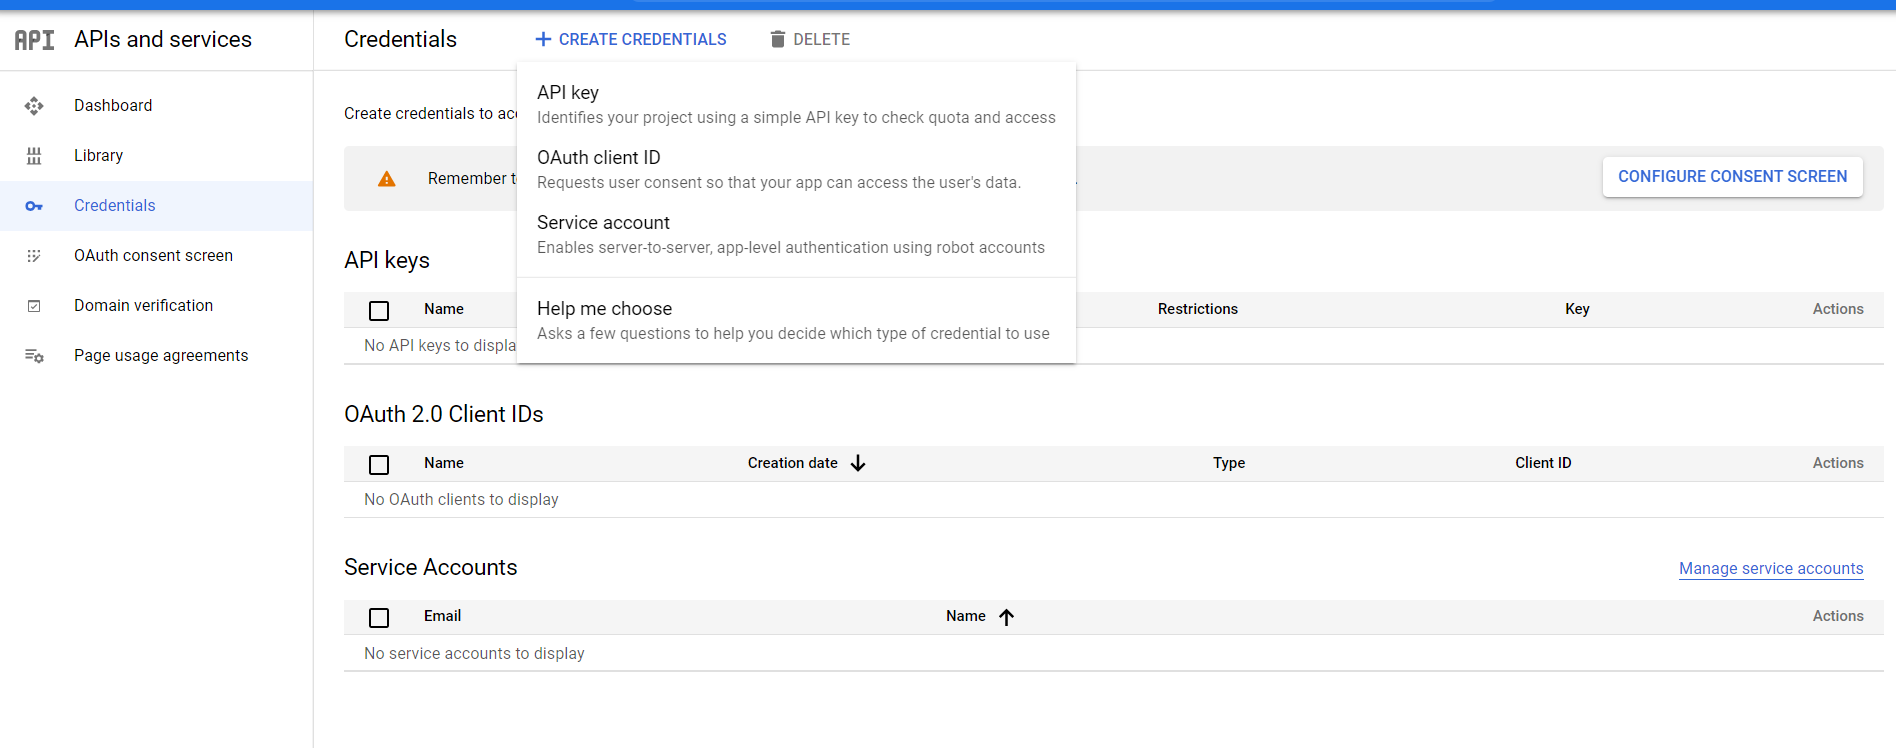 API APIs and services
Credentials
CREATE CREDENTIALS
DELETE
Dashboard
Library
Credentials
OAuth consent screen
Domain verification
Page usage agreements
Create credentials to
API key
Identifies your project using a simple API key to check quota and access
OAuth client ID
Requests user consent so that your app can access the user's data.
Service account
Enables server-to-server, app-level authentication using robot accounts
Help me choose
Asks a few questions to help you decide which type of credential to use
Remember
CONFIGURE CONSENT SCREEN
API keys
Name Restrictions Key Actions
No API keys to
OAuth 2.0 Client IDs
Name Creation date Type Client ID Actions
No OAuth clients to display
Service Accounts
Manage service accounts
Email Name Actions
No service accounts to display